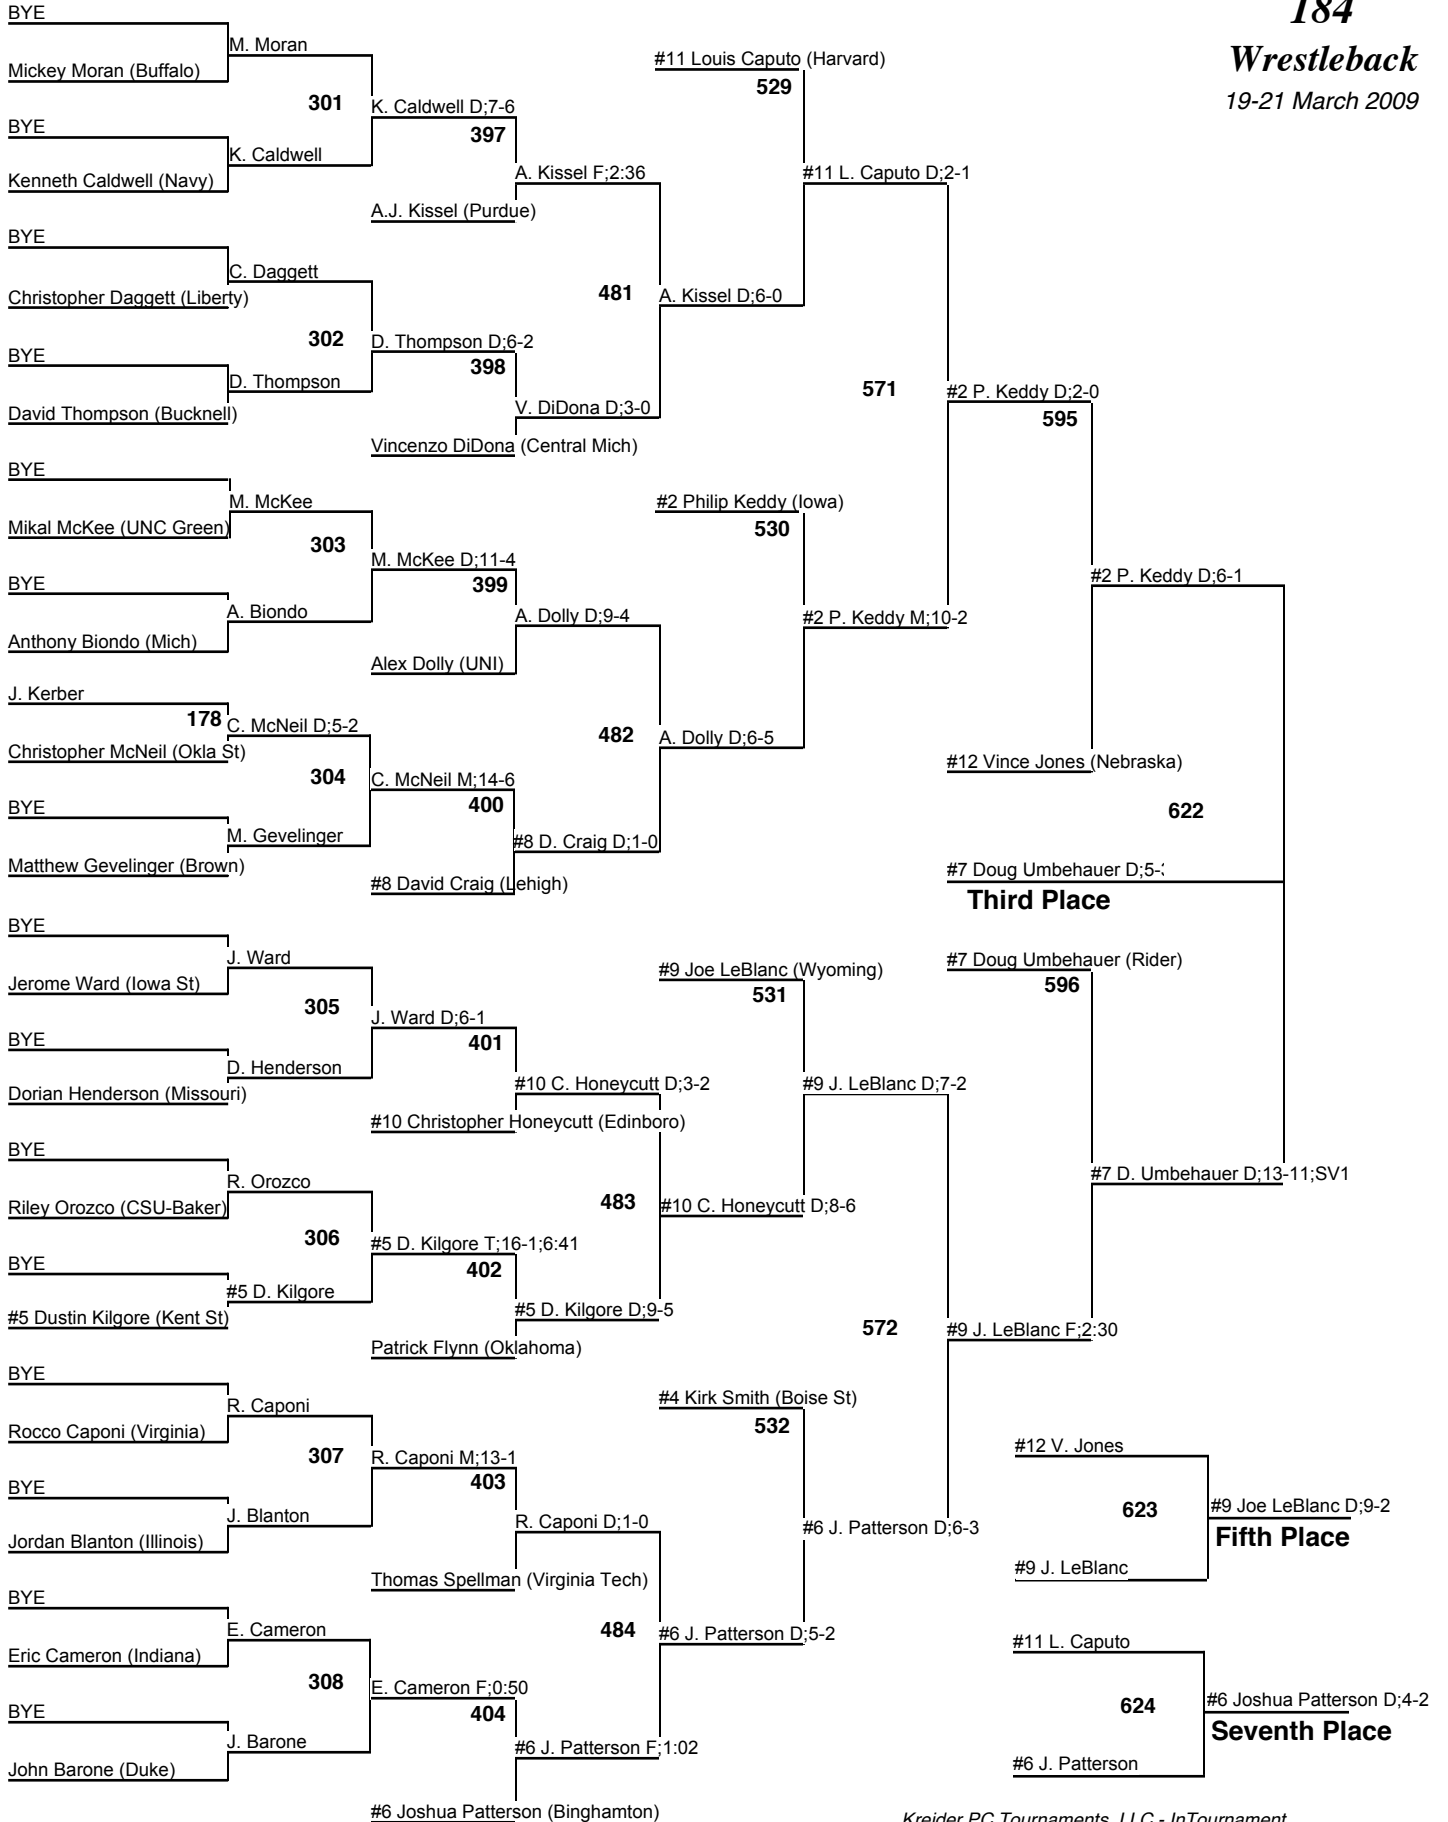 184
Wrestleback
19-21 March 2009
BYE
M. Moran
Mickey Moran (Buffalo)
301
K. Caldwell D;7-6
397
BYE
K. Caldwell
Kenneth Caldwell (Navy)
A. Kissel F;2:36
A.J. Kissel (Purdue)
BYE
C. Daggett
Christopher Daggett (Liberty)
481
A. Kissel D;6-0
302
D. Thompson D;6-2
398
BYE
D. Thompson
David Thompson (Bucknell)
V. DiDona D;3-0
Vincenzo DiDona (Central Mich)
#11 Louis Caputo (Harvard)
529
#11 L. Caputo D;2-1
571
#2 P. Keddy D;2-0
595
BYE
M. McKee
Mikal McKee (UNC Green)
303
M. McKee D;11-4
399
BYE
A. Biondo
Anthony Biondo (Mich)
A. Dolly D;9-4
Alex Dolly (UNI)
#2 Philip Keddy (Iowa)
530
#2 P. Keddy M;10-2
#2 P. Keddy D;6-1
J. Kerber
178
C. McNeil D;5-2
Christopher McNeil (Okla St)
482
A. Dolly D;6-5
304
C. McNeil M;14-6
400
BYE
M. Gevelinger
Matthew Gevelinger (Brown)
#8 D. Craig D;1-0
#8 David Craig (Lehigh)
#12 Vince Jones (Nebraska)
622
#7 Doug Umbehauer D;5-
Third Place
BYE
J. Ward
Jerome Ward (Iowa St)
305
J. Ward D;6-1
401
BYE
D. Henderson
Dorian Henderson (Missouri)
#10 C. Honeycutt D;3-2
#10 Christopher Honeycutt (Edinboro)
#9 Joe LeBlanc (Wyoming)
531
#9 J. LeBlanc D;7-2
#7 Doug Umbehauer (Rider)
596
#7 D. Umbehauer D;13-11;SV1
BYE
R. Orozco
Riley Orozco (CSU-Baker)
483
#10 C. Honeycutt D;8-6
306
#5 D. Kilgore T;16-1;6:41
402
BYE
#5 D. Kilgore
#5 Dustin Kilgore (Kent St)
#5 D. Kilgore D;9-5
Patrick Flynn (Oklahoma)
572
#9 J. LeBlanc F;2:30
BYE
R. Caponi
Rocco Caponi (Virginia)
307
R. Caponi M;13-1
403
BYE
J. Blanton
Jordan Blanton (Illinois)
R. Caponi D;1-0
Thomas Spellman (Virginia Tech)
#4 Kirk Smith (Boise St)
532
#6 J. Patterson D;6-3
#12 V. Jones
623
#9 Joe LeBlanc D;9-2
Fifth Place
#9 J. LeBlanc
BYE
E. Cameron
Eric Cameron (Indiana)
484
#6 J. Patterson D;5-2
308
E. Cameron F;0:50
404
BYE
J. Barone
John Barone (Duke)
#6 J. Patterson F;1:02
#6 Joshua Patterson (Binghamton)
#11 L. Caputo
624
#6 Joshua Patterson D;4-2
Seventh Place
#6 J. Patterson
Kreider PC Tournaments, LLC - InTournament